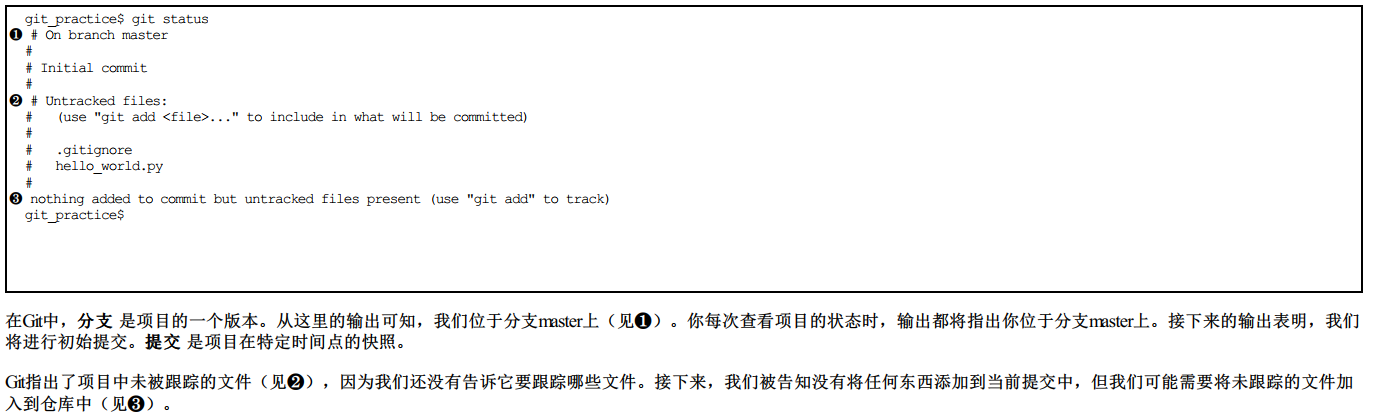 git_practice$ git status
❶ # On branch master
#
# Initial commit
#
❷ # Untracked files:
#   (use "git add <file>..." to include in what will be committed)
#
#   .gitignore
#   hello_world.py
#
❸ nothing added to commit but untracked files present (use "git add" to track)
git_practice$
在Git中，分支 是项目的一个版本。从这里的输出可知，我们位于分支master上（见❶）。你每次查看项目的状态时，输出都将指出你位于分支master上。接下来的输出表明，我们
将进行初始提交。提交 是项目在特定时间点的快照。
Git指出了项目中未被跟踪的文件（见❷），因为我们还没有告诉它要跟踪哪些文件。接下来，我们被告知没有将任何东西添加到当前提交中，但我们可能需要将未跟踪的文件加
入到仓库中（见❸）。